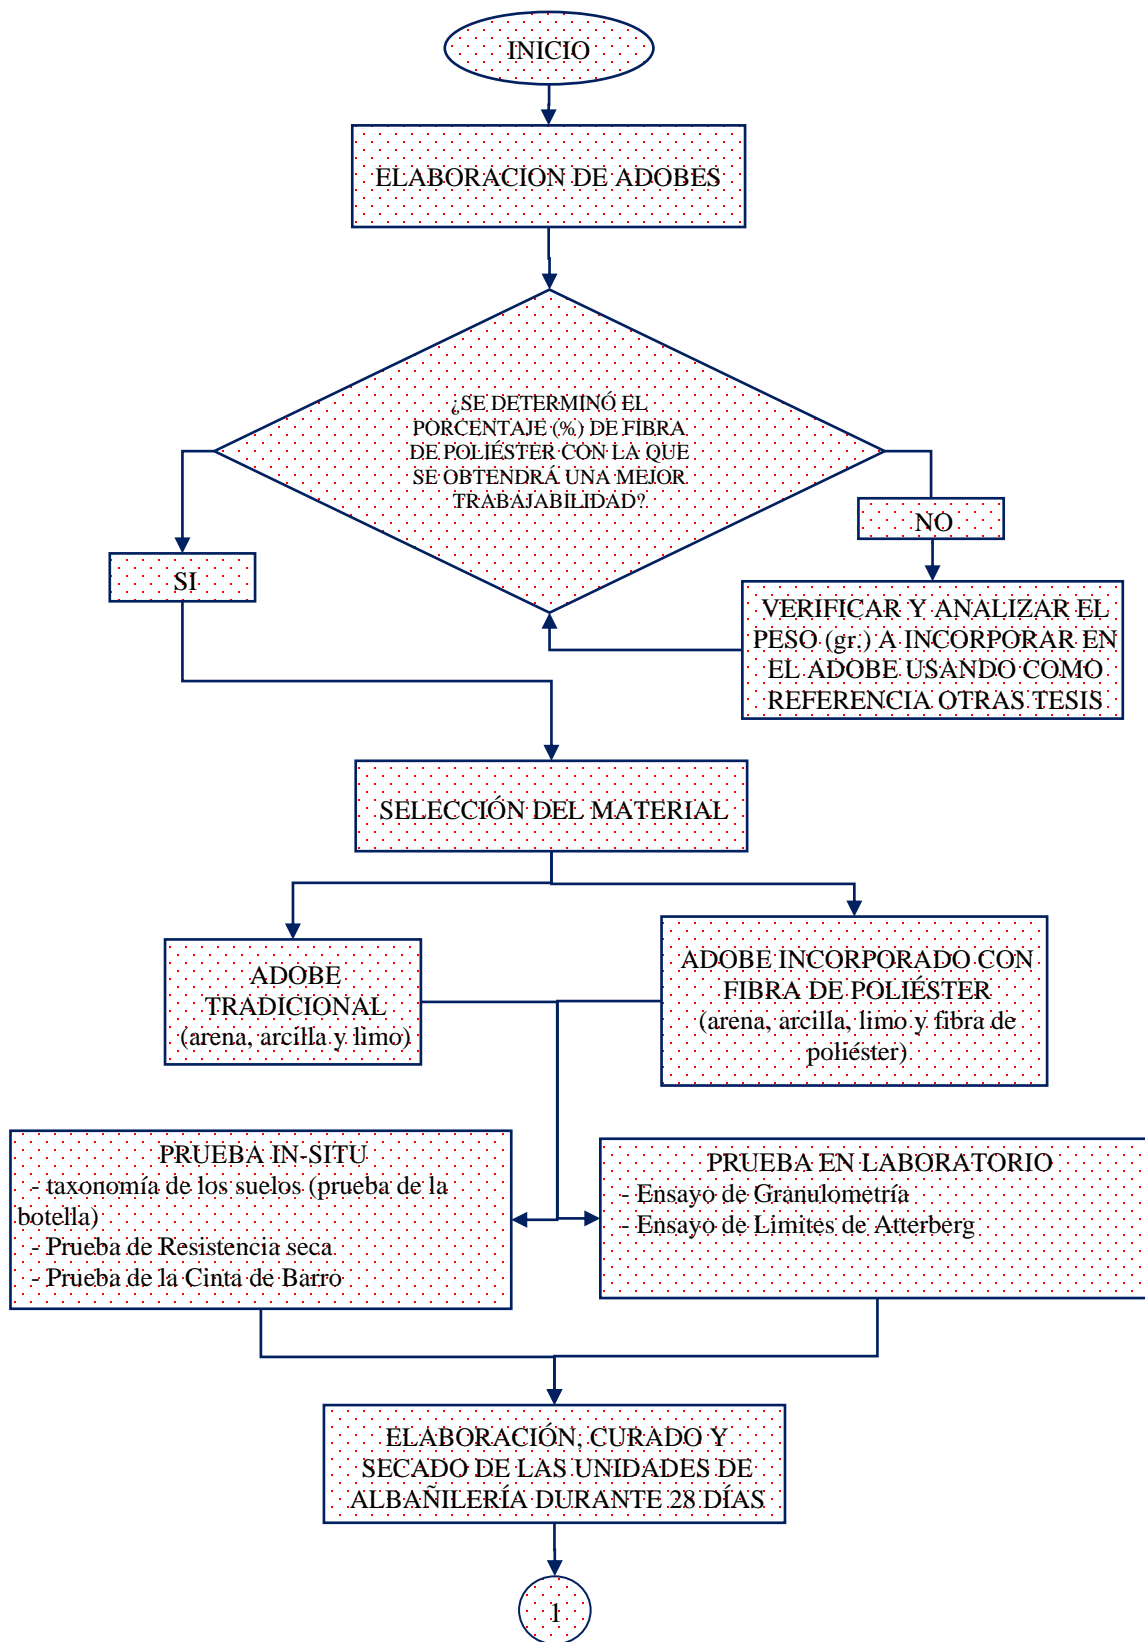 INICIO
ELABORACION DE ADOBES
¿SE DETERMINÓ EL
PORCENTAJE (%) DE FIBRA
DE POLIÉSTER CON LA QUE
SE OBTENDRÁ UNA MEJOR
TRABAJABILIDAD?
NO
SI
VERIFICAR Y ANALIZAR EL
PESO (gr.) A INCORPORAR EN
EL ADOBE USANDO COMO
REFERENCIA OTRAS TESIS
SELECCIÓN DEL MATERIAL
ADOBE
TRADICIONAL
(arena, arcilla y limo)
ADOBE INCORPORADO CON
FIBRA DE POLIÉSTER
(arena, arcilla, limo y fibra de
poliéster)
PRUEBA IN-SITU
- taxonomía de los suelos (prueba de la
botella)
- Prueba de Resistencia seca
- Prueba de la Cinta de Barro
PRUEBA EN LABORATORIO
- Ensayo de Granulometría
- Ensayo de Limites de Atterberg
ELABORACIÓN, CURADO Y
SECADO DE LAS UNIDADES DE
ALBAÑILERÍA DURANTE 28 DÍAS
1